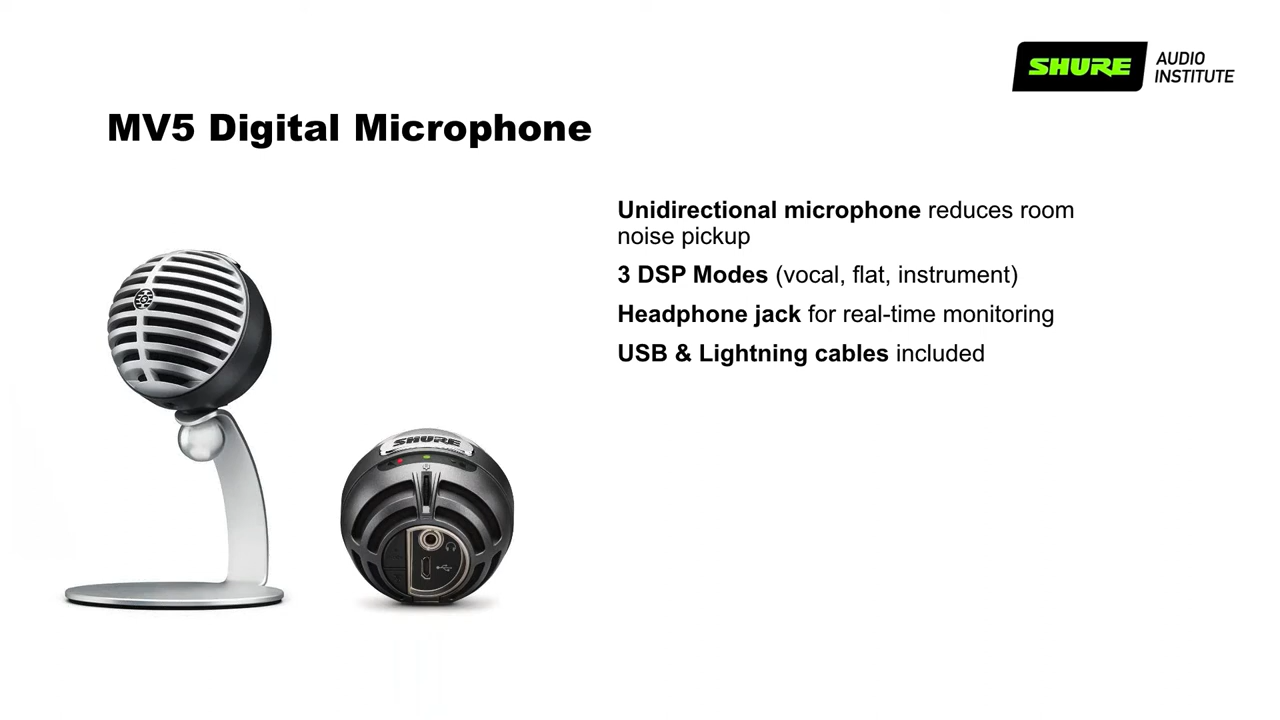 SHURE
AUDIO
INSTITUTE
MV5 Digital Microphone
Unidirectional microphone reduces room
noise pickup
3 DSP Modes (vocal, flat, instrument)
Headphone jack for real-time monitoring
USB & Lightning cables included
SHURE